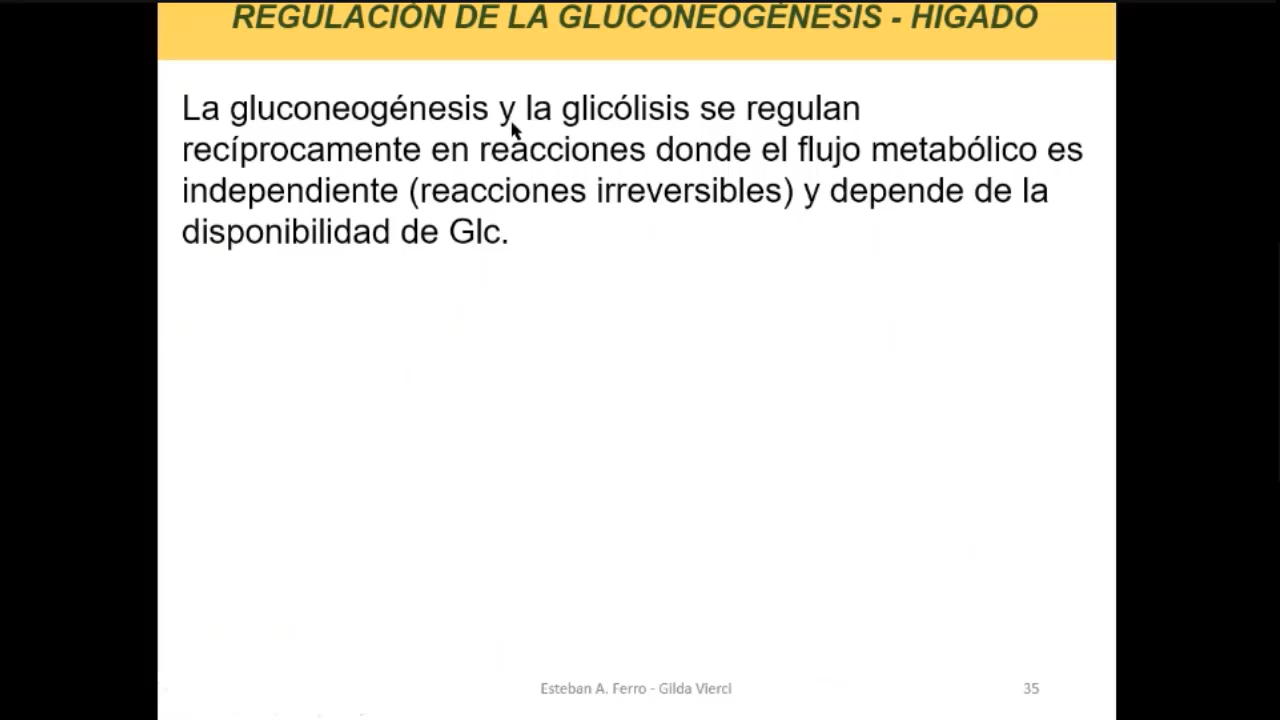 REGULACIÓN DE LA GLUCONEOGÉNESIS - HIGADO
La gluconeogénesis y la glicólisis se regulan
recíprocamente en reacciones donde el flujo metabólico es
independiente (reacciones irreversibles) y depende de la
disponibilidad de Glc.
Esteban A. Ferro - Gilda Vierci
35